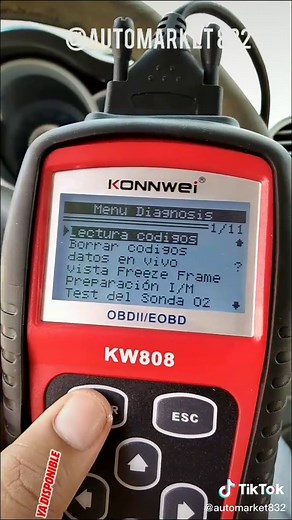 @AUTOMARKET832
KONNWEI®
Menu Diagnosis
1/11
Lectura codigos
Borrar codigos
datos en vivo
?
vista Freeze Frame
Preparación I/M
Test del Sonda O2
OBDII/EOBD
KW808
R
ESC
YA DISPONIBLE
TikTok
@automarket832